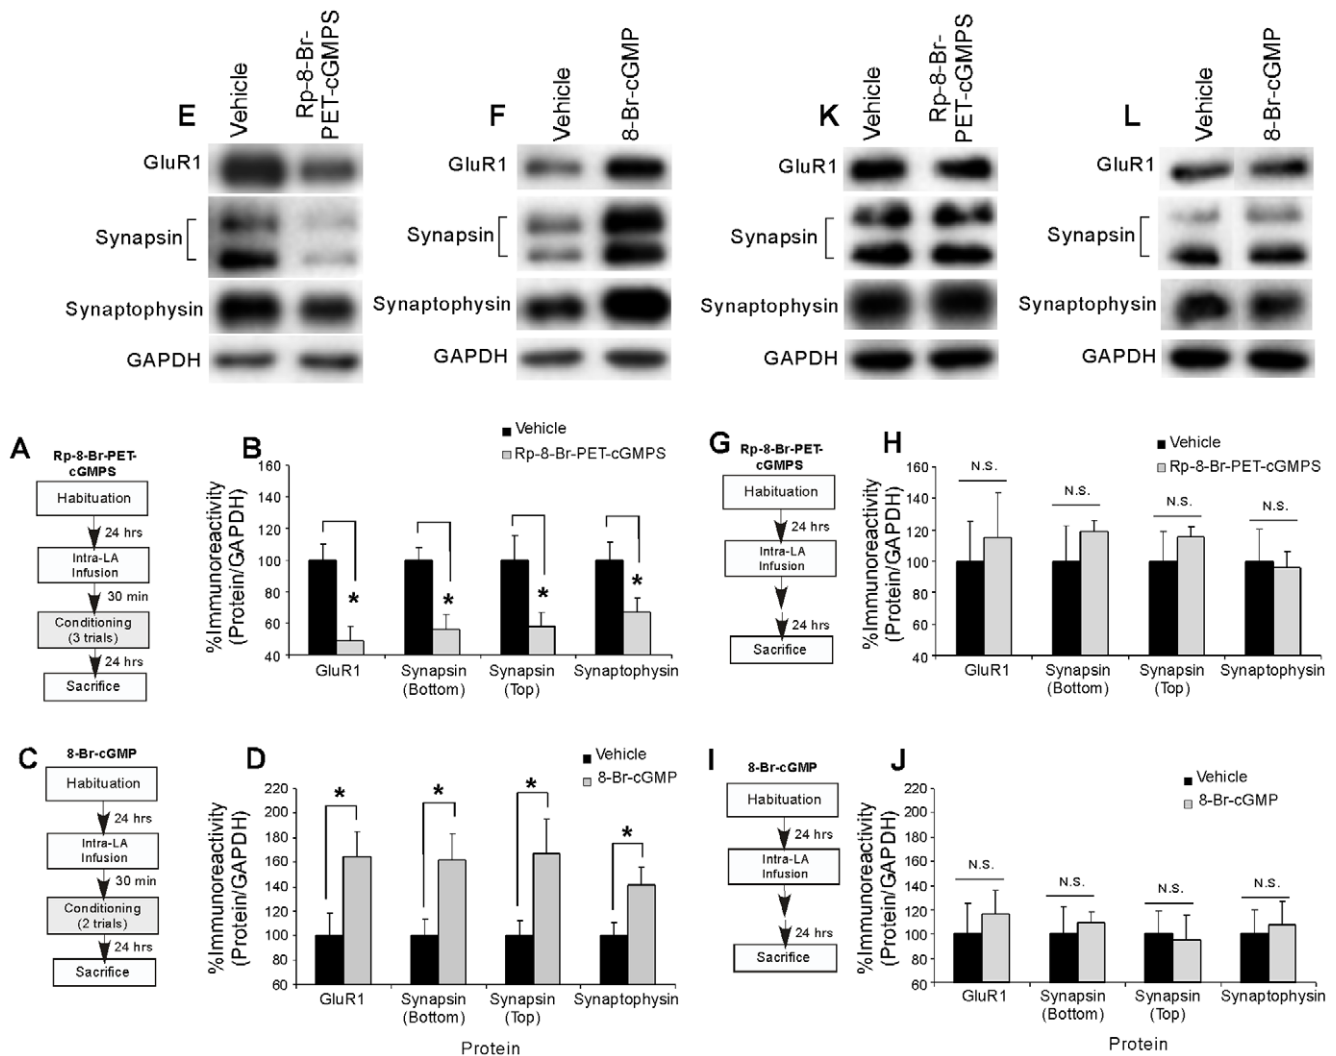 E
Vehicle
Rp-8-Br-
PET-cGMPS
GluR1
Synapsin
Synaptophysin
GAPDH
F
Vehicle
8-Br-cGMP
GluR1
Synapsin
Synaptophysin
GAPDH
K
Vehicle
Rp-8-Br-
PET-cGMPS
GluR1
Synapsin
Synaptophysin
GAPDH
L
Vehicle
8-Br-cGMP
GluR1
Synapsin
Synaptophysin
GAPDH
A
Rp-8-Br-PET-
cGMPS
Habituation
24 hrs
Intra-LA
Infusion
30 min
Conditioning
(3 trials)
24 hrs
Sacrifice
B
Vehicle
Rp-8-Br-PET-cGMPS
%Immunoreactivity
(Protein/GAPDH)
160
140
120
100
80
60
40
*
*
*
*
GluR1
Synapsin
(Bottom)
Synapsin
(Top)
Synaptophysin
G
Rp-8-Br-PET-
cGMPS
Habituation
24 hrs
Intra-LA
Infusion
24 hrs
Sacrifice
H
Vehicle
Rp-8-Br-PET-cGMPS
%Immunoreactivity
(Protein/GAPDH)
160
140
120
100
80
60
40
N.S.
N.S.
N.S.
N.S.
GluR1
Synapsin
(Bottom)
Synapsin
(Top)
Synaptophysin
C
8-Br-cGMP
Habituation
24 hrs
Intra-LA
Infusion
30 min
Conditioning
(2 trials)
24 hrs
Sacrifice
D
Vehicle
8-Br-cGMP
%Immunoreactivity
(Protein/GAPDH)
220
200
180
160
140
120
100
80
60
*
*
*
*
GluR1
Synapsin
(Bottom)
Synapsin
(Top)
Synaptophysin
Protein
I
8-Br-cGMP
Habituation
24 hrs
Intra-LA
Infusion
24 hrs
Sacrifice
J
Vehicle
8-Br-cGMP
%Immunoreactivity
(Protein/GAPDH)
220
200
180
160
140
120
100
80
60
N.S.
N.S.
N.S.
N.S.
GluR1
Synapsin
(Bottom)
Synapsin
(Top)
Synaptophysin
Protein